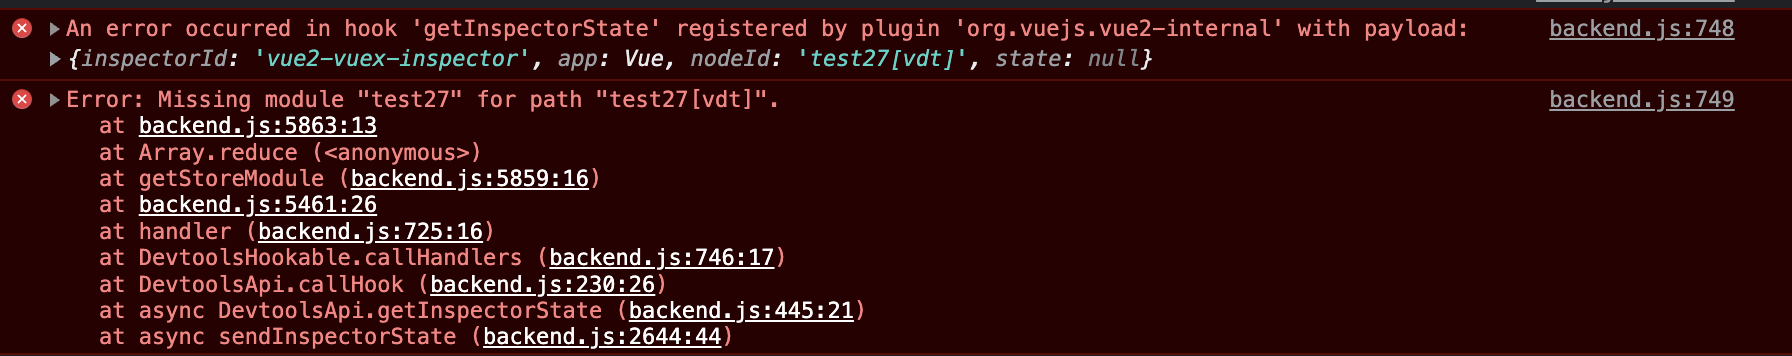 An error occurred in hook 'getInspectorState' registered by plugin 'org.vuejs.vue2-internal' with payload: backend.js:748
{inspectorId: 'vue2-vuex-inspector', app: Vue, nodeId: 'test27[vdt]', state: null}
Error: Missing module "test27" for path "test27[vdt]". backend.js:749
at backend.js:5863:13
at Array.reduce (<anonymous>)
at getStoreModule (backend.js:5859:16)
at backend.js:5461:26
at handler (backend.js:725:16)
at DevtoolsHookable.callHandlers (backend.js:746:17)
at DevtoolsApi.callHook (backend.js:230:26)
at async DevtoolsApi.getInspectorState (backend.js:445:21)
at async sendInspectorState (backend.js:2644:44)